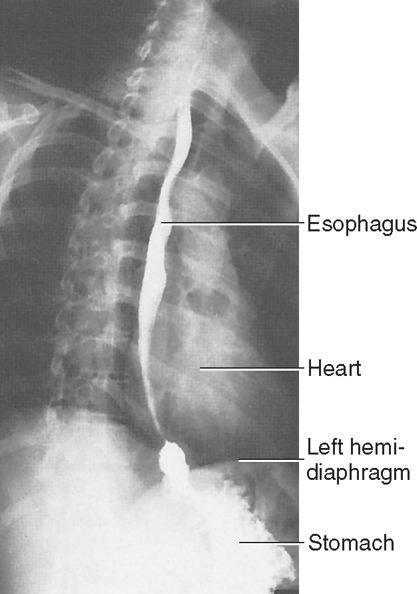 Esophagus
Heart
Left hemi-
diaphragm
Stomach